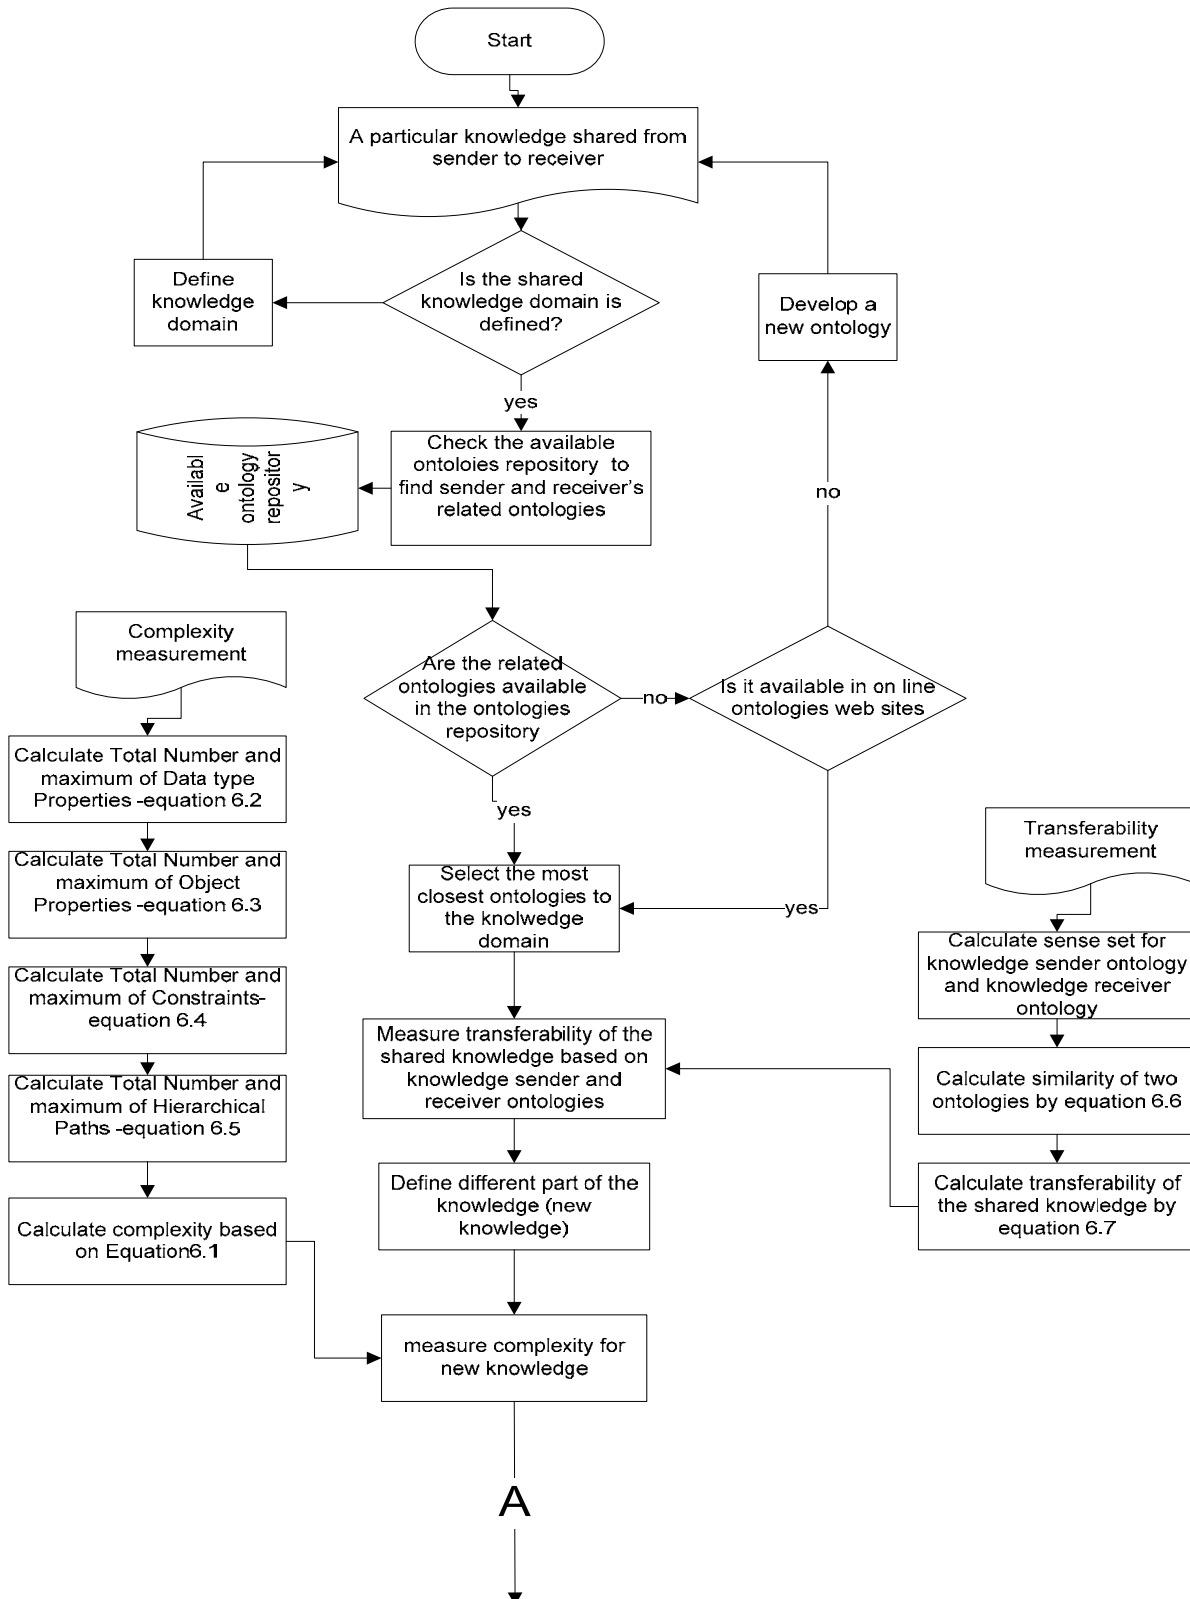 Start
A particular knowledge shared from
sender to receiver
Define
knowledge
domain
Is the shared
knowledge domain is
defined?
Develop a
new ontology
yes
Availabl
e
ontology
repositor
y
Check the available
ontoloies repository to
find sender and receiver's
related ontologies
no
Complexity
measurement
Are the related
ontologies available
in the ontologies
repository
no
Is it available in on line
ontologies web sites
Calculate Total Number and
maximum of Data type
Properties -equation 6.2
yes
Transferability
measurement
Calculate Total Number and
maximum of Object
Properties -equation 6.3
Select the most
closest ontologies to
the knolwedge
domain
yes
Calculate sense set for
knowledge sender ontology
and knowledge receiver
ontology
Calculate Total Number and
maximum of Constraints-
equation 6.4
Measure transferability of the
shared knowledge based on
knowledge sender and
receiver ontologies
Calculate similarity of two
ontologies by equation 6.6
Calculate Total Number and
maximum of Hierarchical
Paths -equation 6.5
Define different part of the
knowledge (new
knowledge)
Calculate transferability of
the shared knowledge by
equation 6.7
Calculate complexity based
on Equation6.1
measure complexity for
new knowledge
A